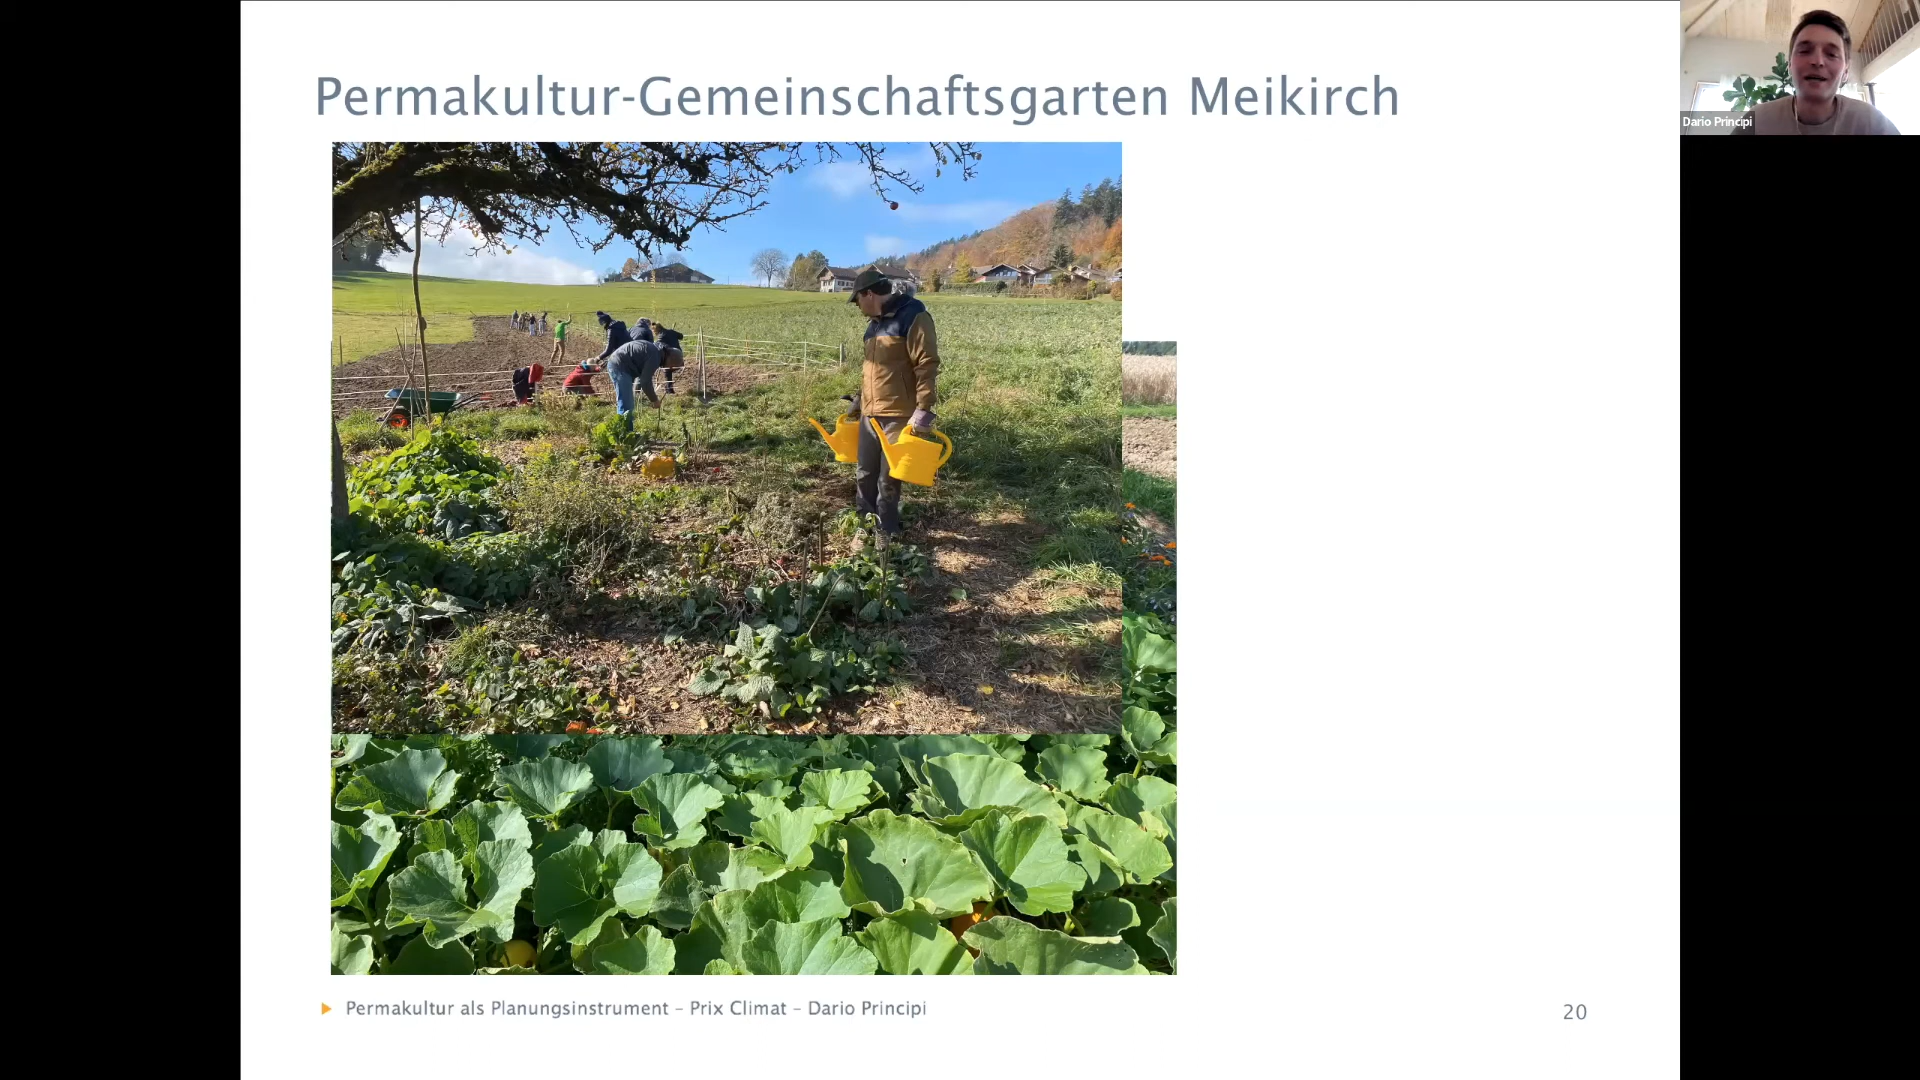 Permakultur-Gemeinschaftsgarten Meikirch
Dario Principi
Permakultur als Planungsinstrument – Prix Climat – Dario Principi
20